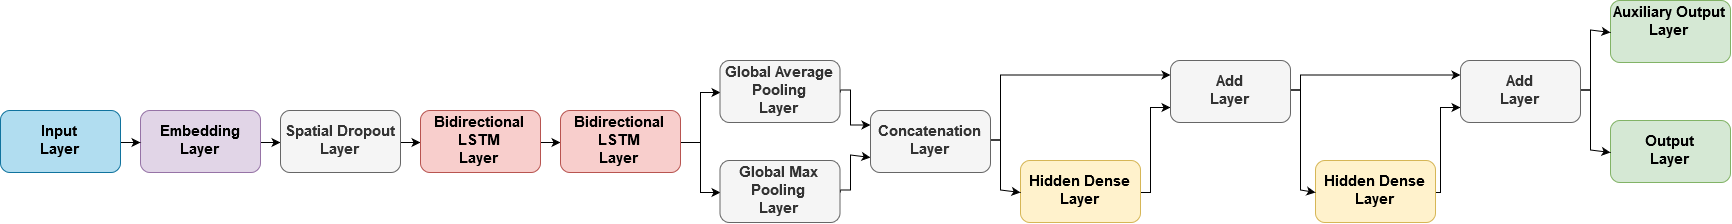 Input
Layer
Embedding
Layer
Spatial Dropout
Layer
Bidirectional
LSTM
Layer
Bidirectional
LSTM
Layer
Global Average
Pooling
Layer
Global Max
Pooling
Layer
Concatenation
Layer
Hidden Dense
Layer
Add
Layer
Hidden Dense
Layer
Add
Layer
Auxiliary Output
Layer
Output
Layer